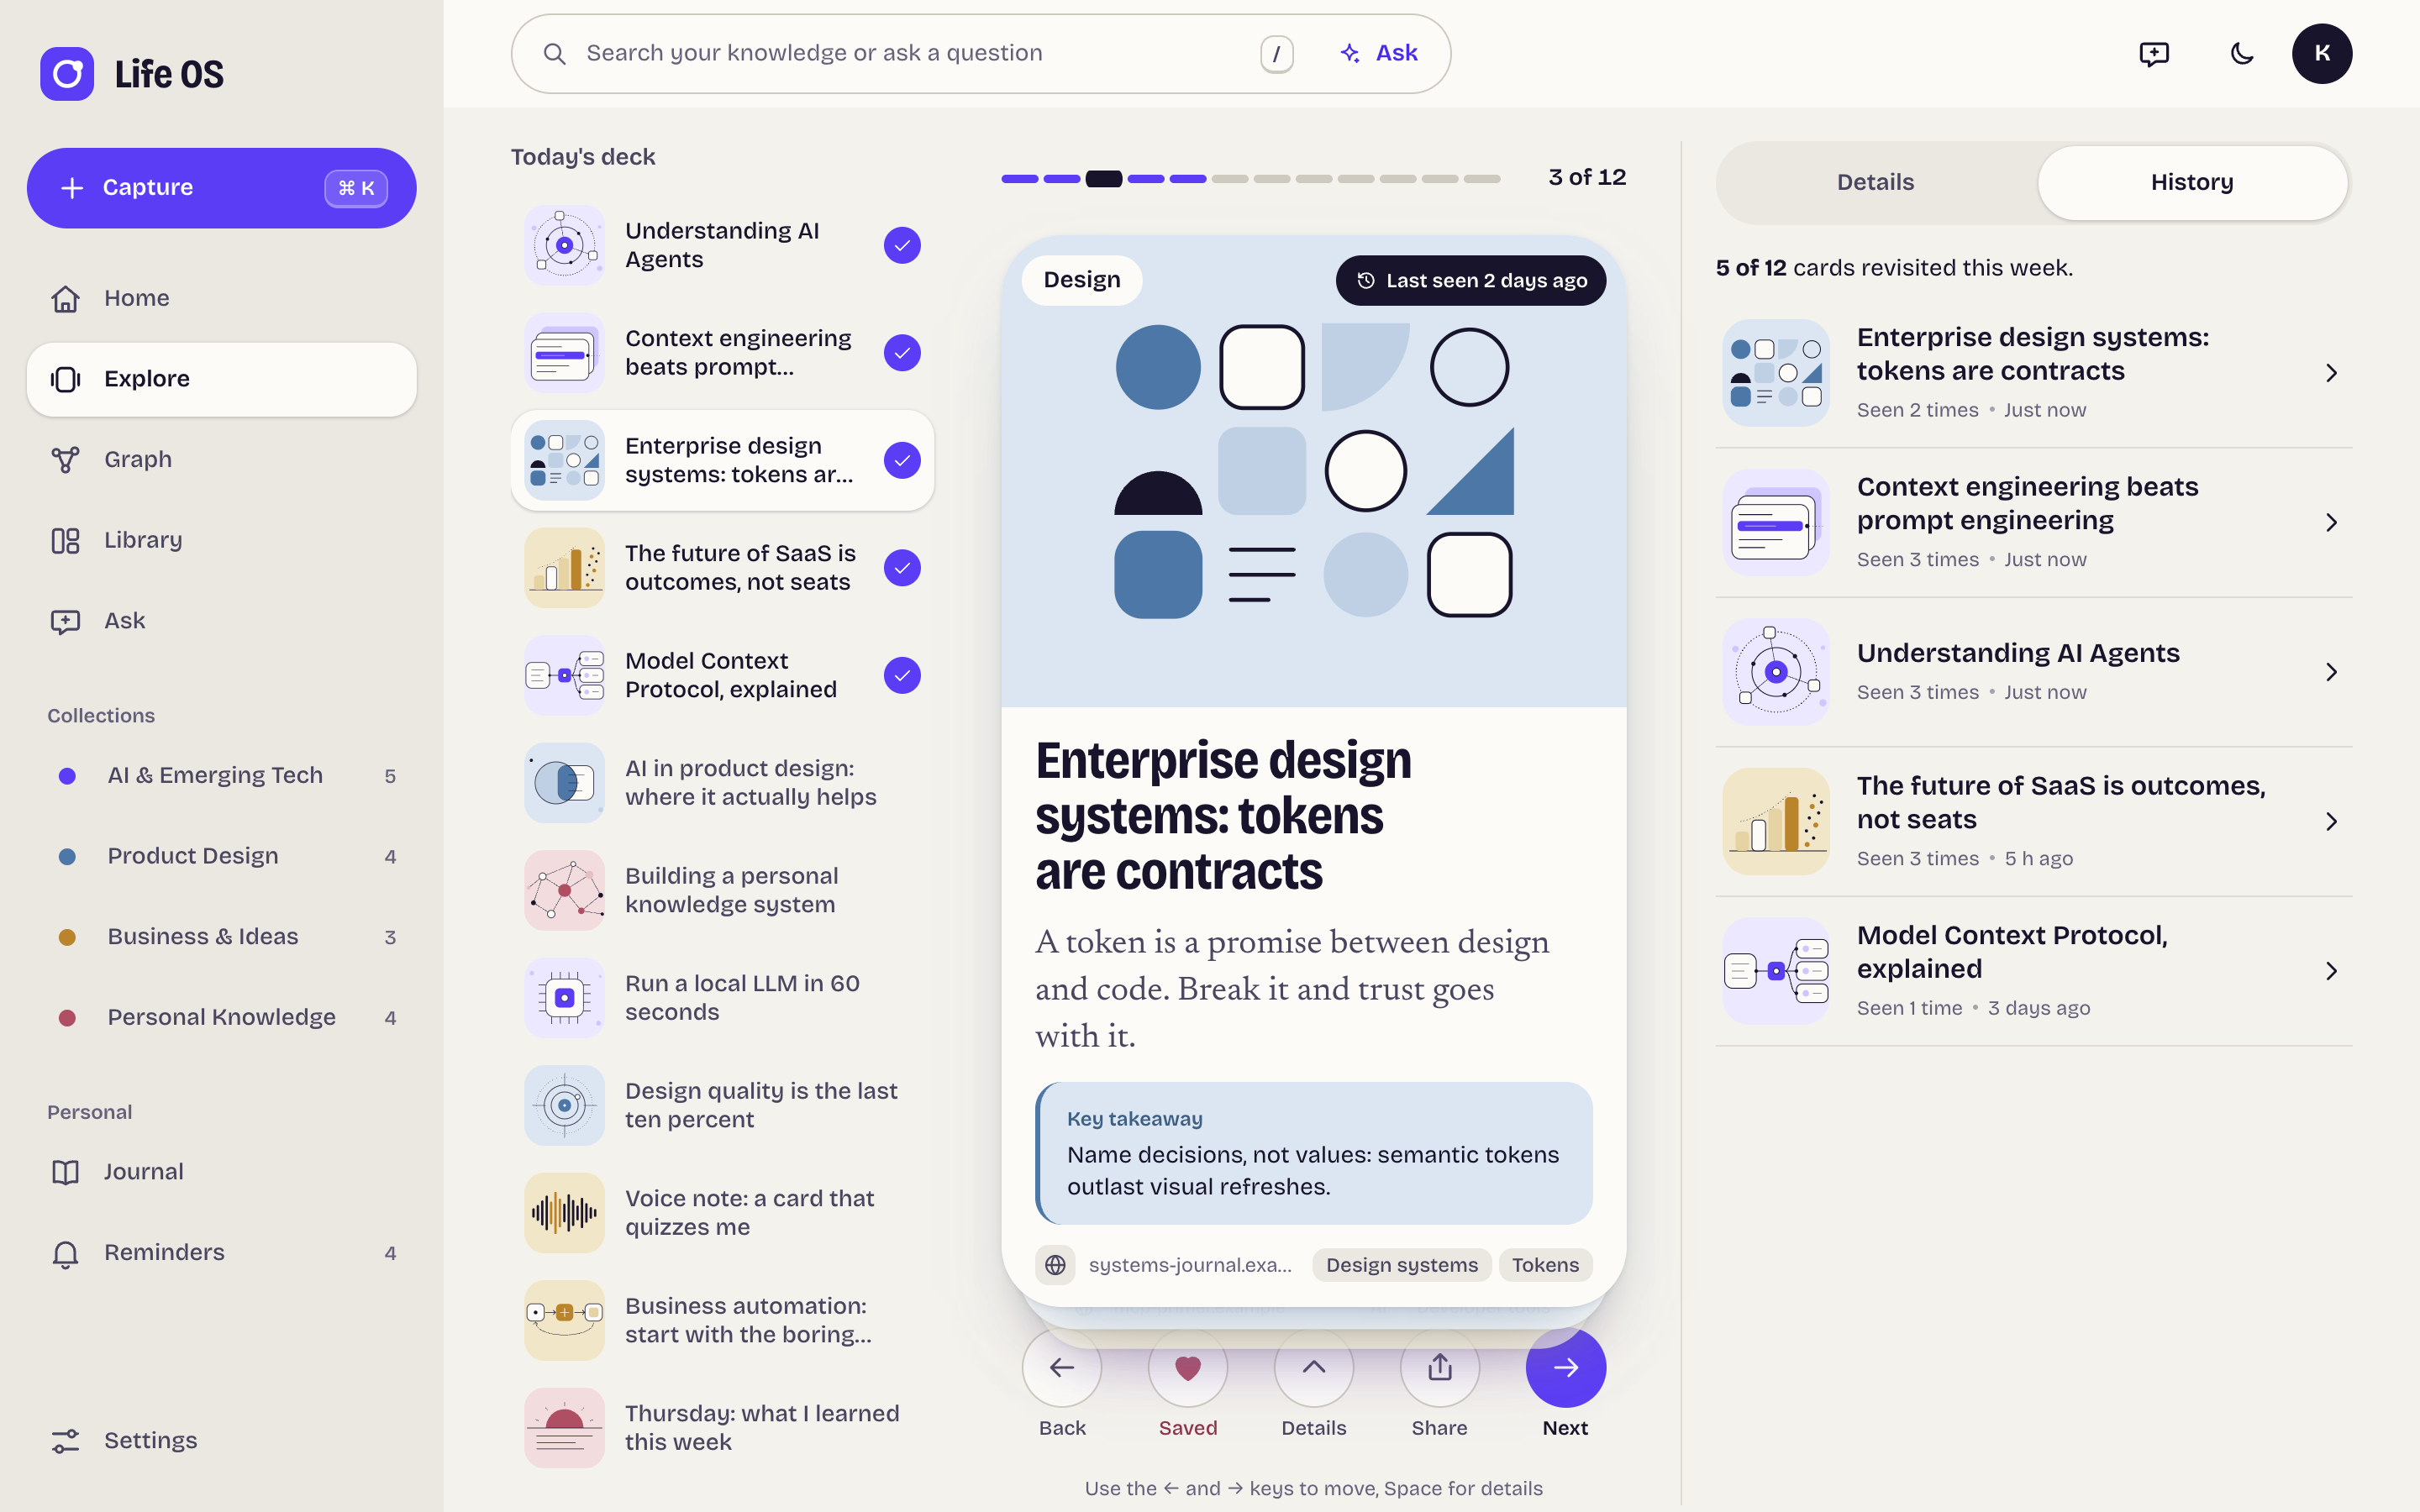 Life OS
Capture
⌘ K
Home
Explore
Graph
Library
Ask
Collections
AI & Emerging Tech 5
Product Design 4
Business & Ideas 3
Personal Knowledge 4
Personal
Journal
Reminders 4
Settings
Search your knowledge or ask a question
/
Ask
K
Today's deck
Understanding AI
Agents
Context engineering
beats prompt...
Enterprise design
systems: tokens ar...
The future of SaaS is
outcomes, not seats
Model Context
Protocol, explained
AI in product design:
where it actually helps
Building a personal
knowledge system
Run a local LLM in 60
seconds
Design quality is the last
ten percent
Voice note: a card that
quizzes me
Business automation:
start with the boring...
Thursday: what I learned
this week
3 of 12
Design
Last seen 2 days ago
Enterprise design
systems: tokens
are contracts
A token is a promise between design
and code. Break it and trust goes
with it.
Key takeaway
Name decisions, not values: semantic tokens
outlast visual refreshes.
systems-journal.exa...
Design systems
Tokens
Back
Saved
Details
Share
Next
Use the ← and → keys to move, Space for details
Details
History
5 of 12 cards revisited this week.
Enterprise design systems:
tokens are contracts
Seen 2 times • Just now
Context engineering beats
prompt engineering
Seen 3 times • Just now
Understanding AI Agents
Seen 3 times • Just now
The future of SaaS is outcomes,
not seats
Seen 3 times • 5 h ago
Model Context Protocol,
explained
Seen 1 time • 3 days ago